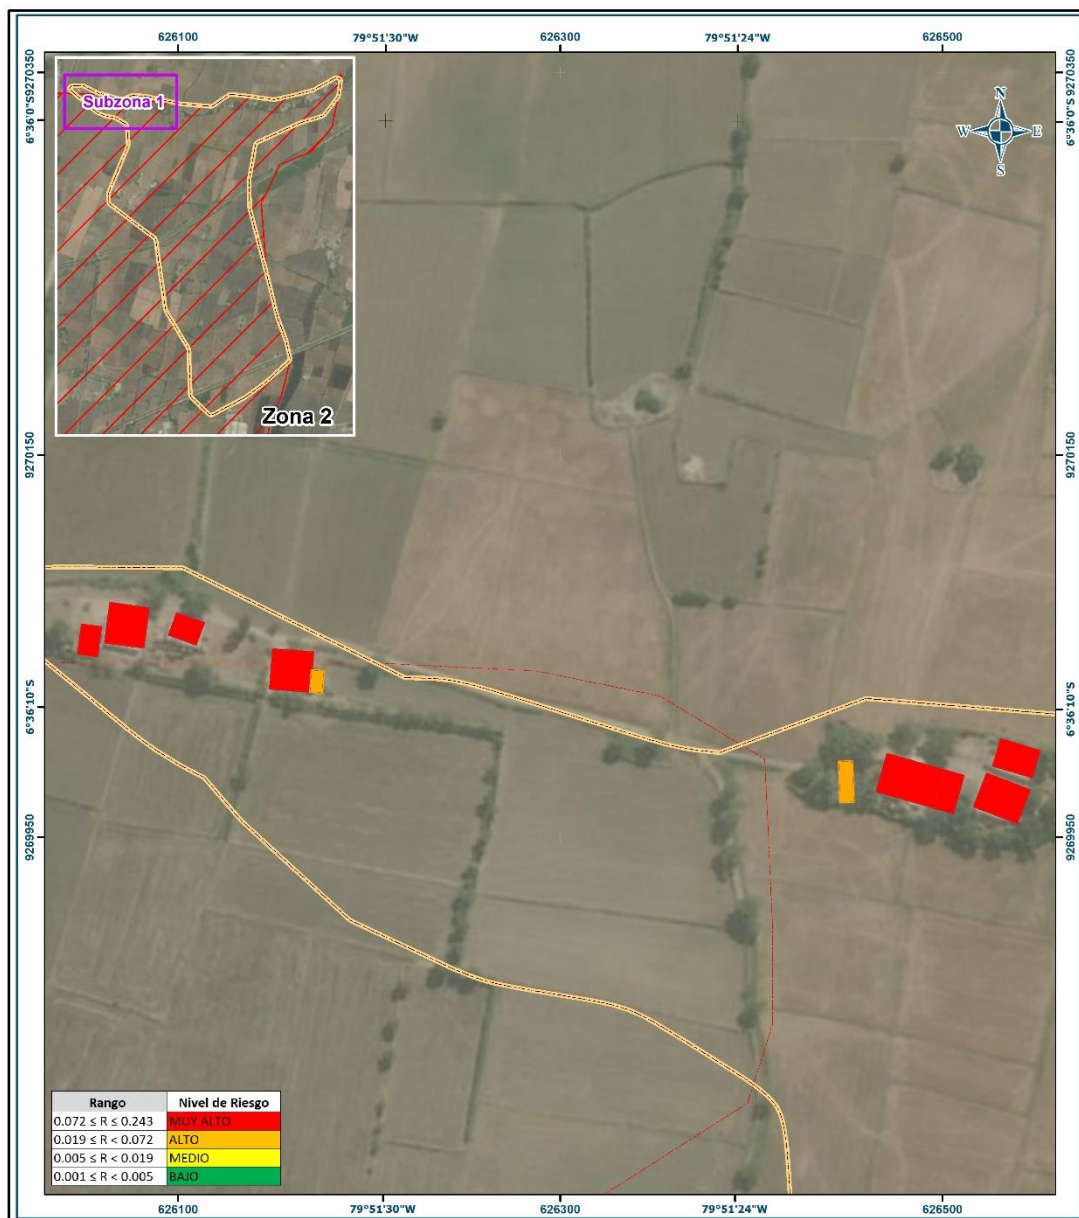 626100 79°51'30"W 626300 79°51'24"W 626500
9270350 9270350
6°36'0"S 6°36'0"S
Subzona 1
N
W E
S
Zona 2
9270150 9270150
6°36'10"S 6°36'10"S
9269950 9269950
Rango Nivel de Riesgo
0.072 ≤ R ≤ 0.243 MUY ALTO
0.019 ≤ R < 0.072 ALTO
0.005 ≤ R < 0.019 MEDIO
0.001 ≤ R < 0.005 BAJO
626100 79°51'30"W 626300 79°51'24"W 626500